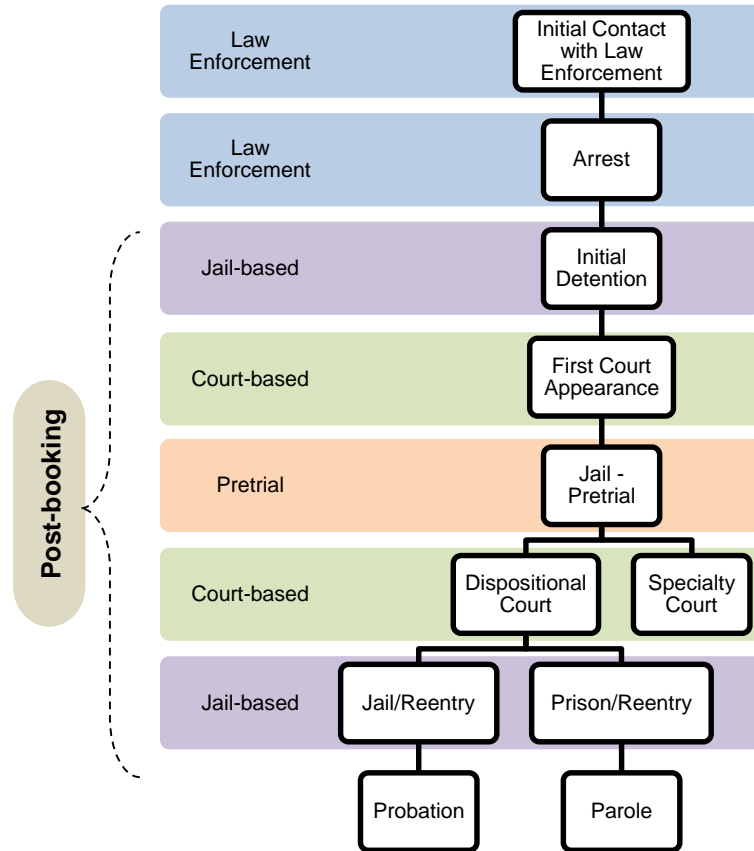 Law
Enforcement
Initial Contact
with Law
Enforcement
Law
Enforcement
Arrest
Jail-based
Initial
Detention
Court-based
First Court
Appearance
Post-booking
Pretrial
Jail -
Pretrial
Court-based
Dispositional
Court
Specialty
Court
Jail-based
Jail/Reentry
Prison/Reentry
Probation
Parole